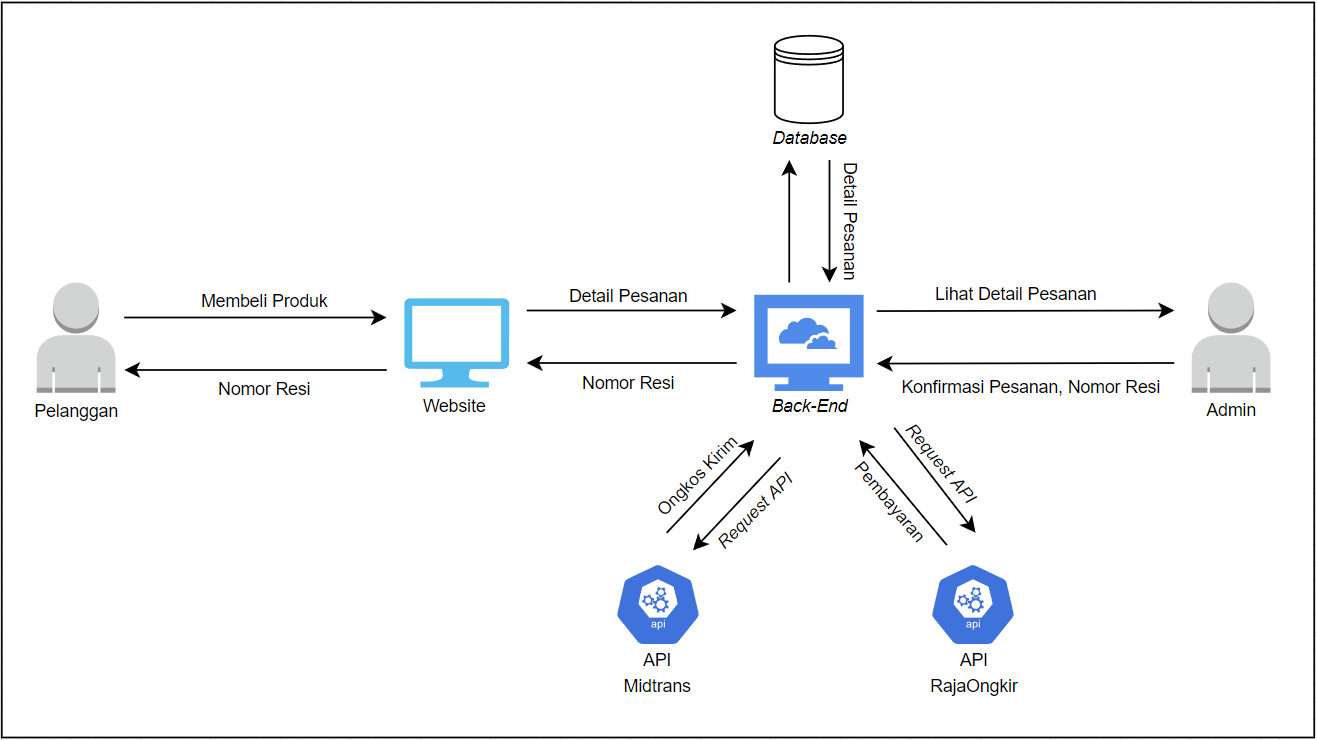 Database
Detail Pesanan
Membeli Produk
Detail Pesanan
Lihat Detail Pesanan
Nomor Resi
Nomor Resi
Konfirmasi Pesanan, Nomor Resi
Pelanggan
Website
Back-End
Admin
Ongkos Kirim
Request API
Pembayaran
Request API
api
api
API
Midtrans
API
RajaOngkir